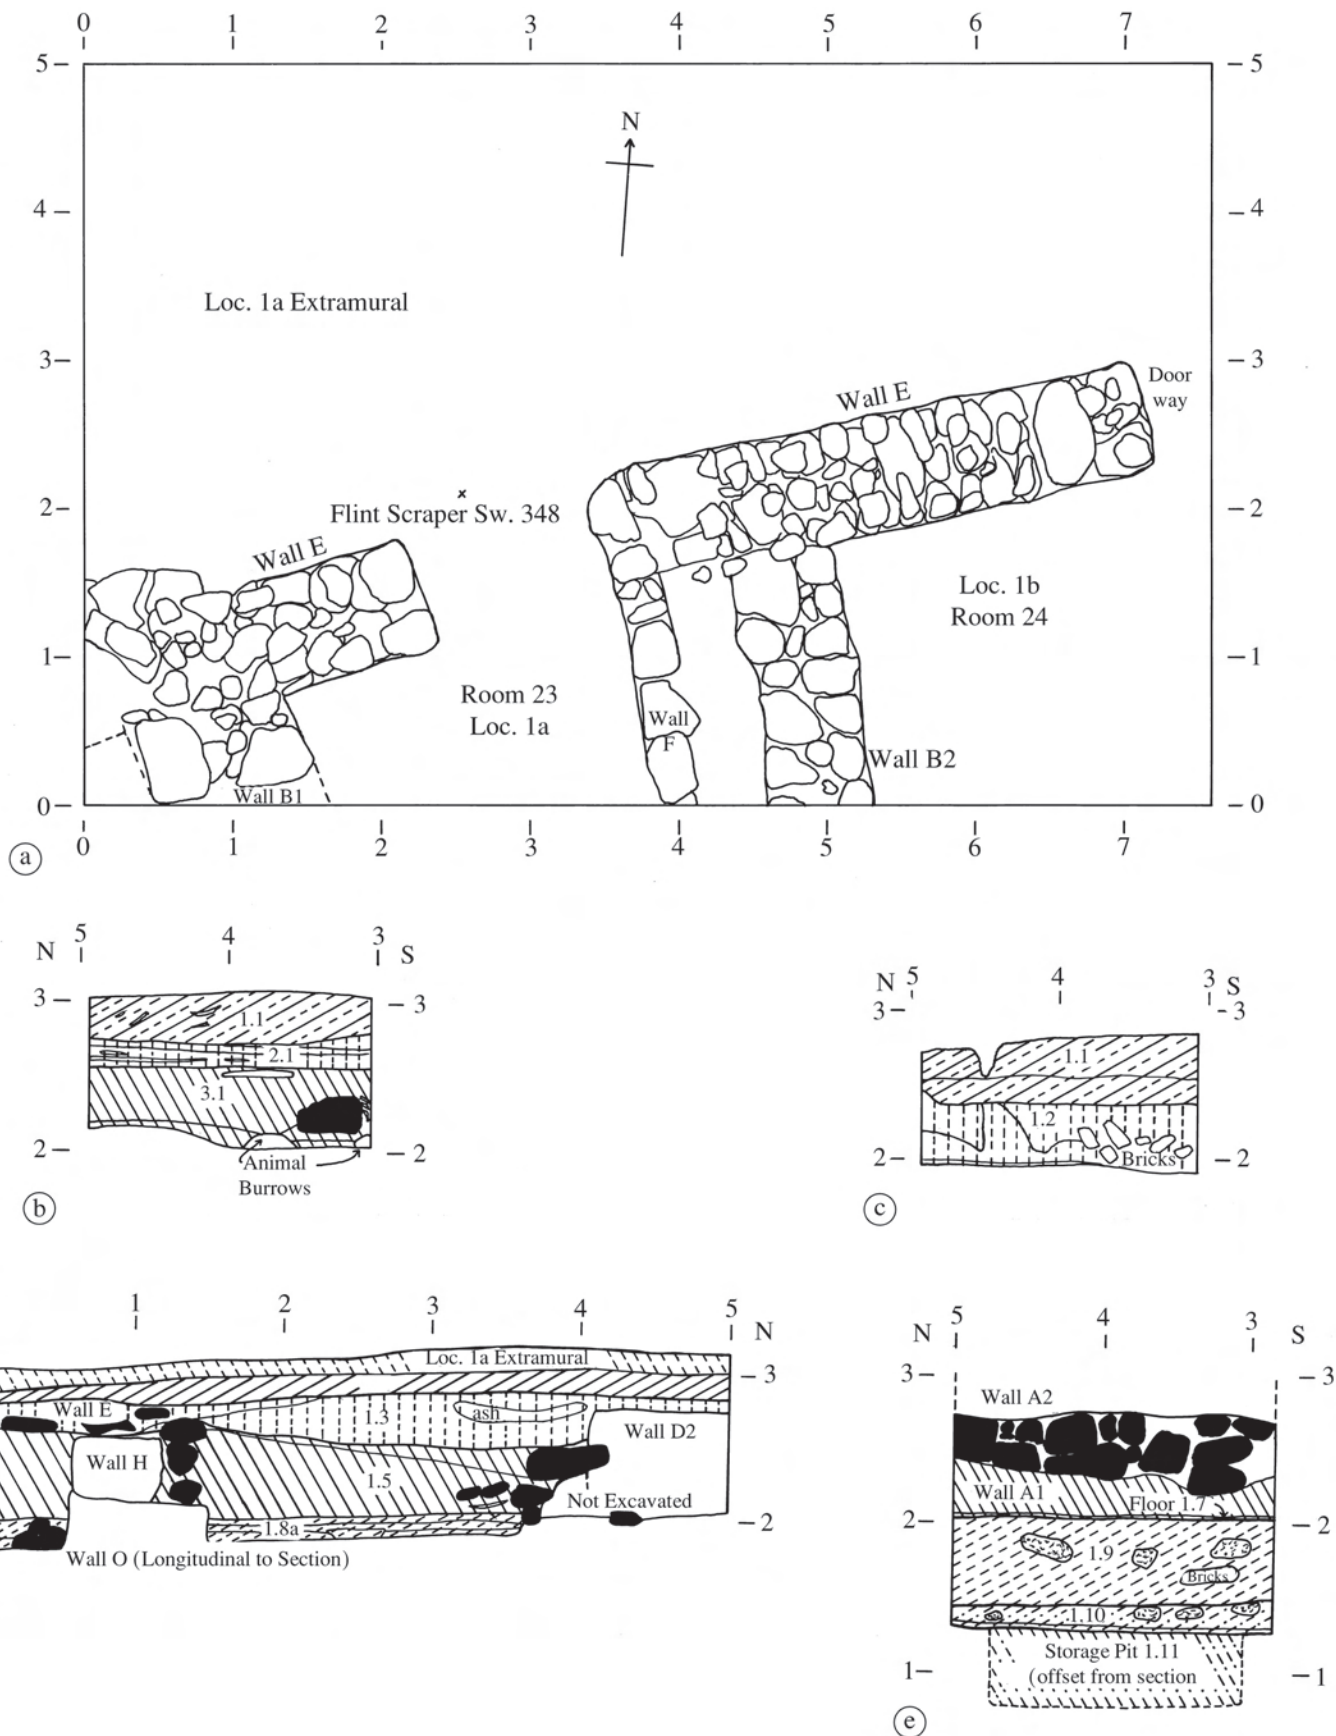 0 1 2 3 4 5 6 7
5 5
N
4 4
Loc. 1a Extramural
3 3
Door
way
Wall E
2 2
Flint Scraper Sw. 348
Wall E
Loc. 1b
Room 24
1 1
Room 23
Loc. 1a
Wall
F
Wall B2
Wall B1
0 0
0 1 2 3 4 5 6 7
a
N 5 4 3 S
3 3
1.1
2.1
3.1
2 2
Animal
Burrows
b
N 5 4 3 S
3 3
1.1
1.2
2 Bricks 2
c
1 2 3 4 5 N
Loc. 1a Extramural
3
Wall E
1.3
ash
Wall D2
Wall H
1.5
Not Excavated
1.8a
2
Wall O (Longitudinal to Section)
N 5 4 3 S
3 3
Wall A2
Wall A1
Floor 1.7
2 2
1.9
Bricks
1.10
Storage Pit 1.11
(offset from section
1 1
e